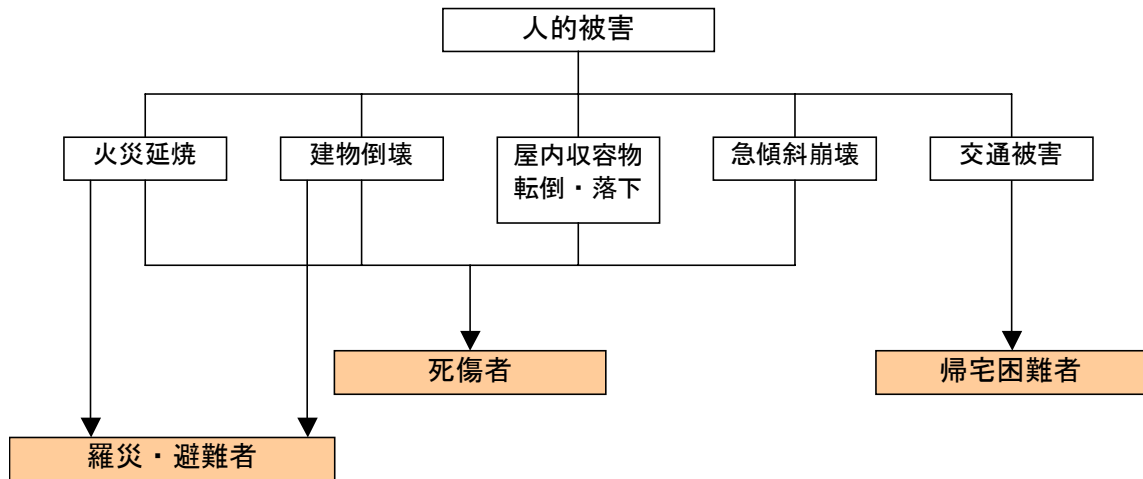 人的被害
火災延焼
建物倒壊
屋内収容物
転倒・落下
急傾斜崩壊
交通被害
死傷者
帰宅困難者
羅災・避難者